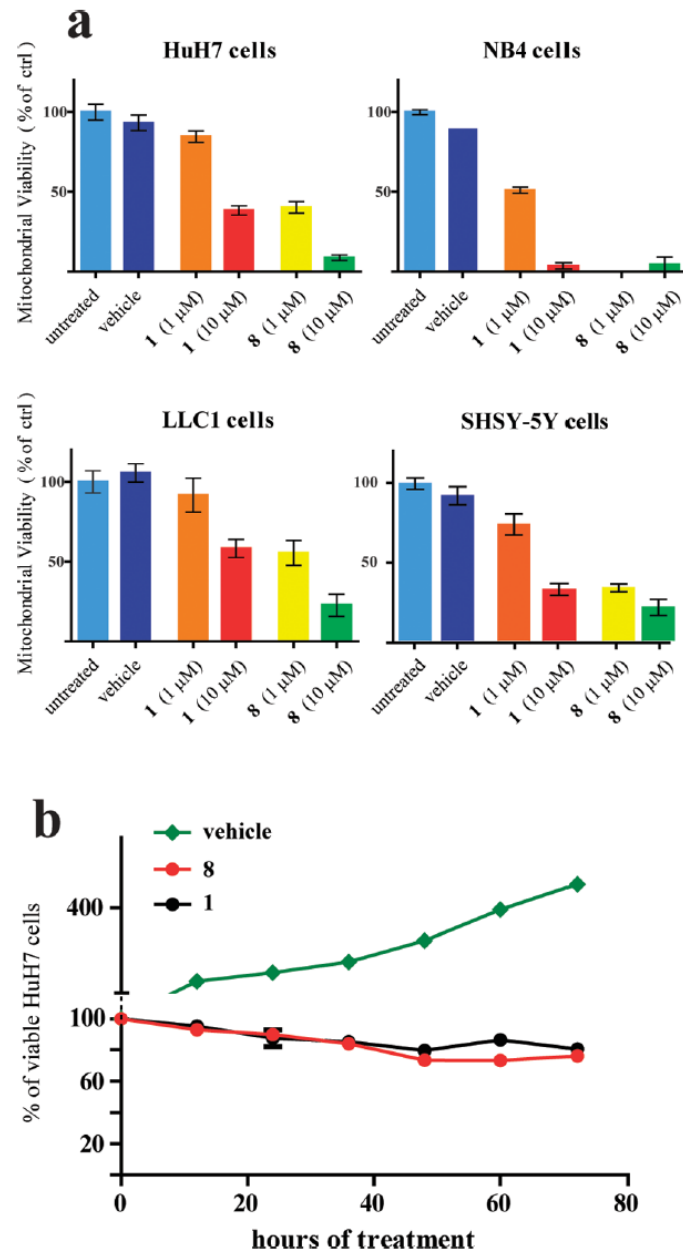 a
HuH7 cells
NB4 cells
Mitochondrial Viability ( % of ctrl )
100
50
100
50
untreated
vehicle
1 (1 μM)
1 (10 μM)
8 (1 μM)
8 (10 μM)
untreated
vehicle
1 (1 μM)
1 (10 μM)
8 (1 μM)
8 (10 μM)
LLC1 cells
SHSY-5Y cells
Mitochondrial Viability ( % of ctrl )
100
50
100
50
untreated
vehicle
1 (1 μM)
1 (10 μM)
8 (1 μM)
8 (10 μM)
untreated
vehicle
1 (1 μM)
1 (10 μM)
8 (1 μM)
8 (10 μM)
b
vehicle
8
1
% of viable HuH7 cells
400
100
60
20
0
20
40
60
80
hours of treatment